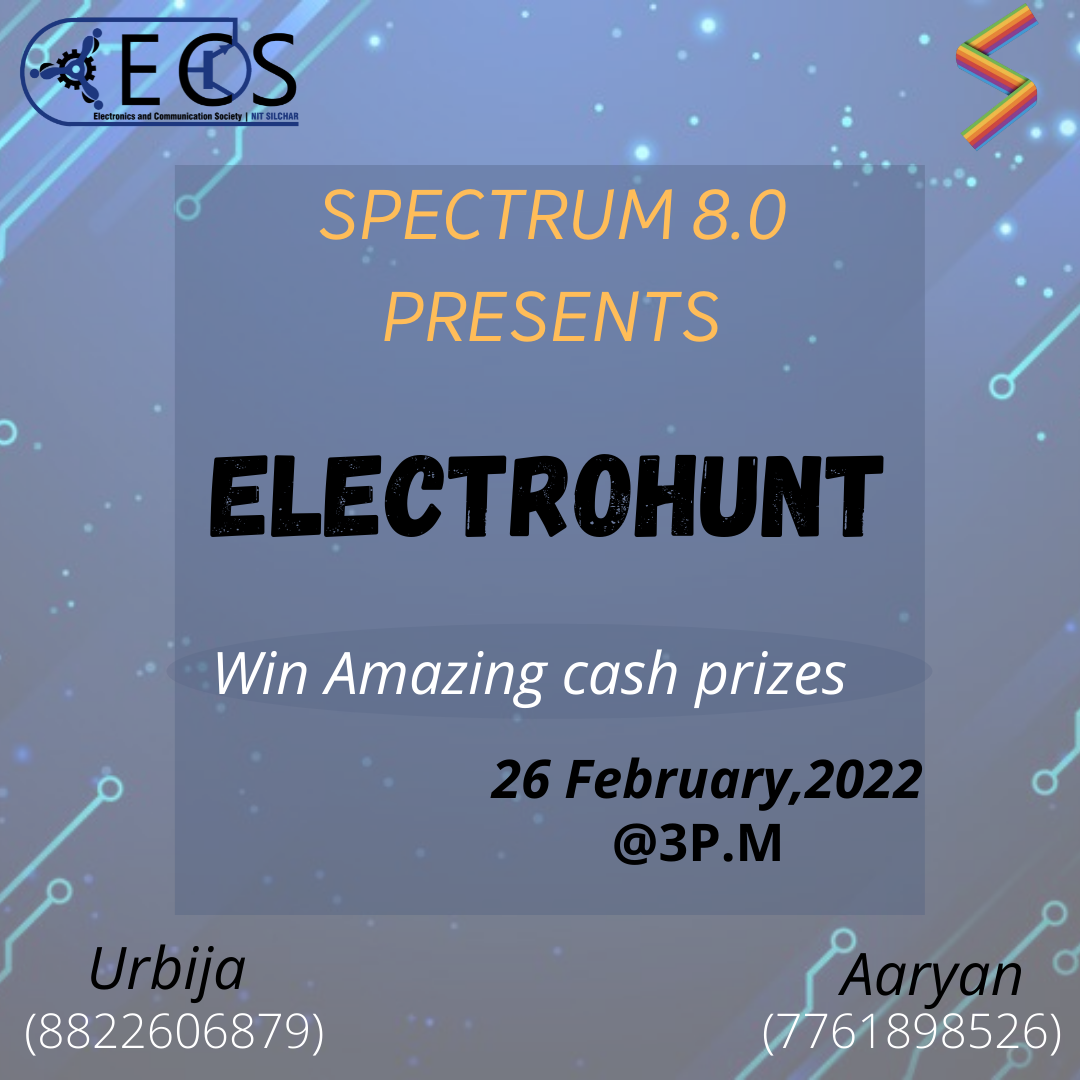 ECS
Electronics and Communication Society | NIT SILCHAR
SPECTRUM 8.0
PRESENTS
ELECTROHUNT
Win Amazing cash prizes
26 February,2022
@3P.M
Urbija
(8822606879)
Aaryan
(7761898526)